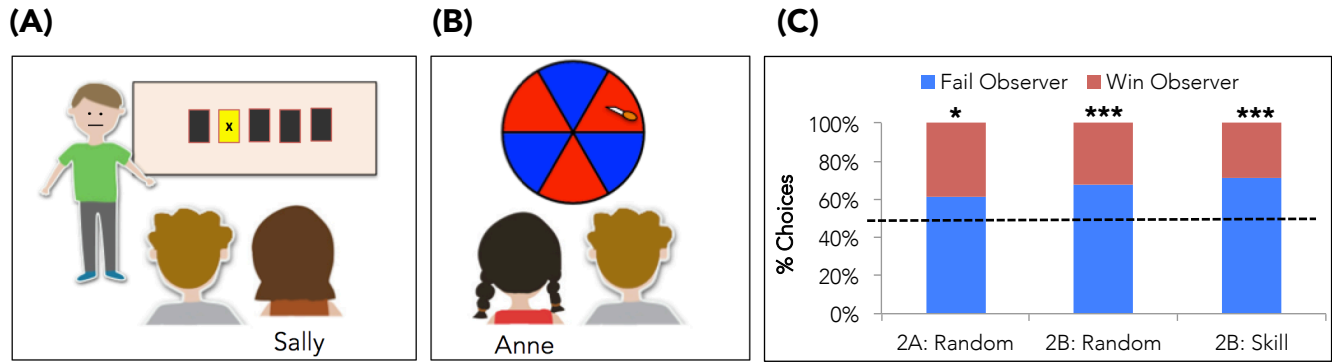 (A)
x
Sally
(B)
Anne
(C)
Fail Observer Win Observer
* *** ***
% Choices
100%
80%
60%
40%
20%
0%
2A: Random 2B: Random 2B: Skill